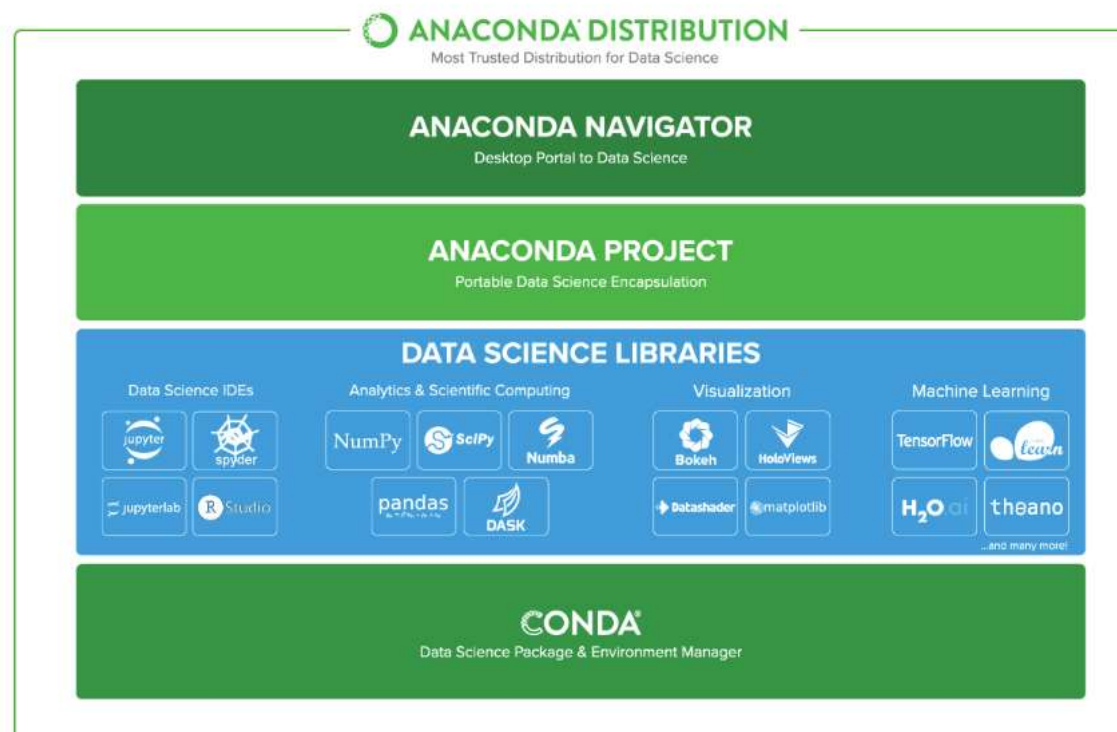 ANACONDA DISTRIBUTION
Most Trusted Distribution for Data Science
ANACONDA NAVIGATOR
Desktop Portal to Data Science
ANACONDA PROJECT
Portable Data Science Encapsulation
DATA SCIENCE LIBRARIES
Data Science IDEs
jupyter
spyder
jupyterlab
R Studio
Analytics & Scientific Computing
NumPy
SciPy
Numba
pandas
DASK
Visualization
Bokeh
HoloViews
Datashader
matplotlib
Machine Learning
TensorFlow
learn
H2O.ai
theano
...and many more!
CONDA®
Data Science Package & Environment Manager